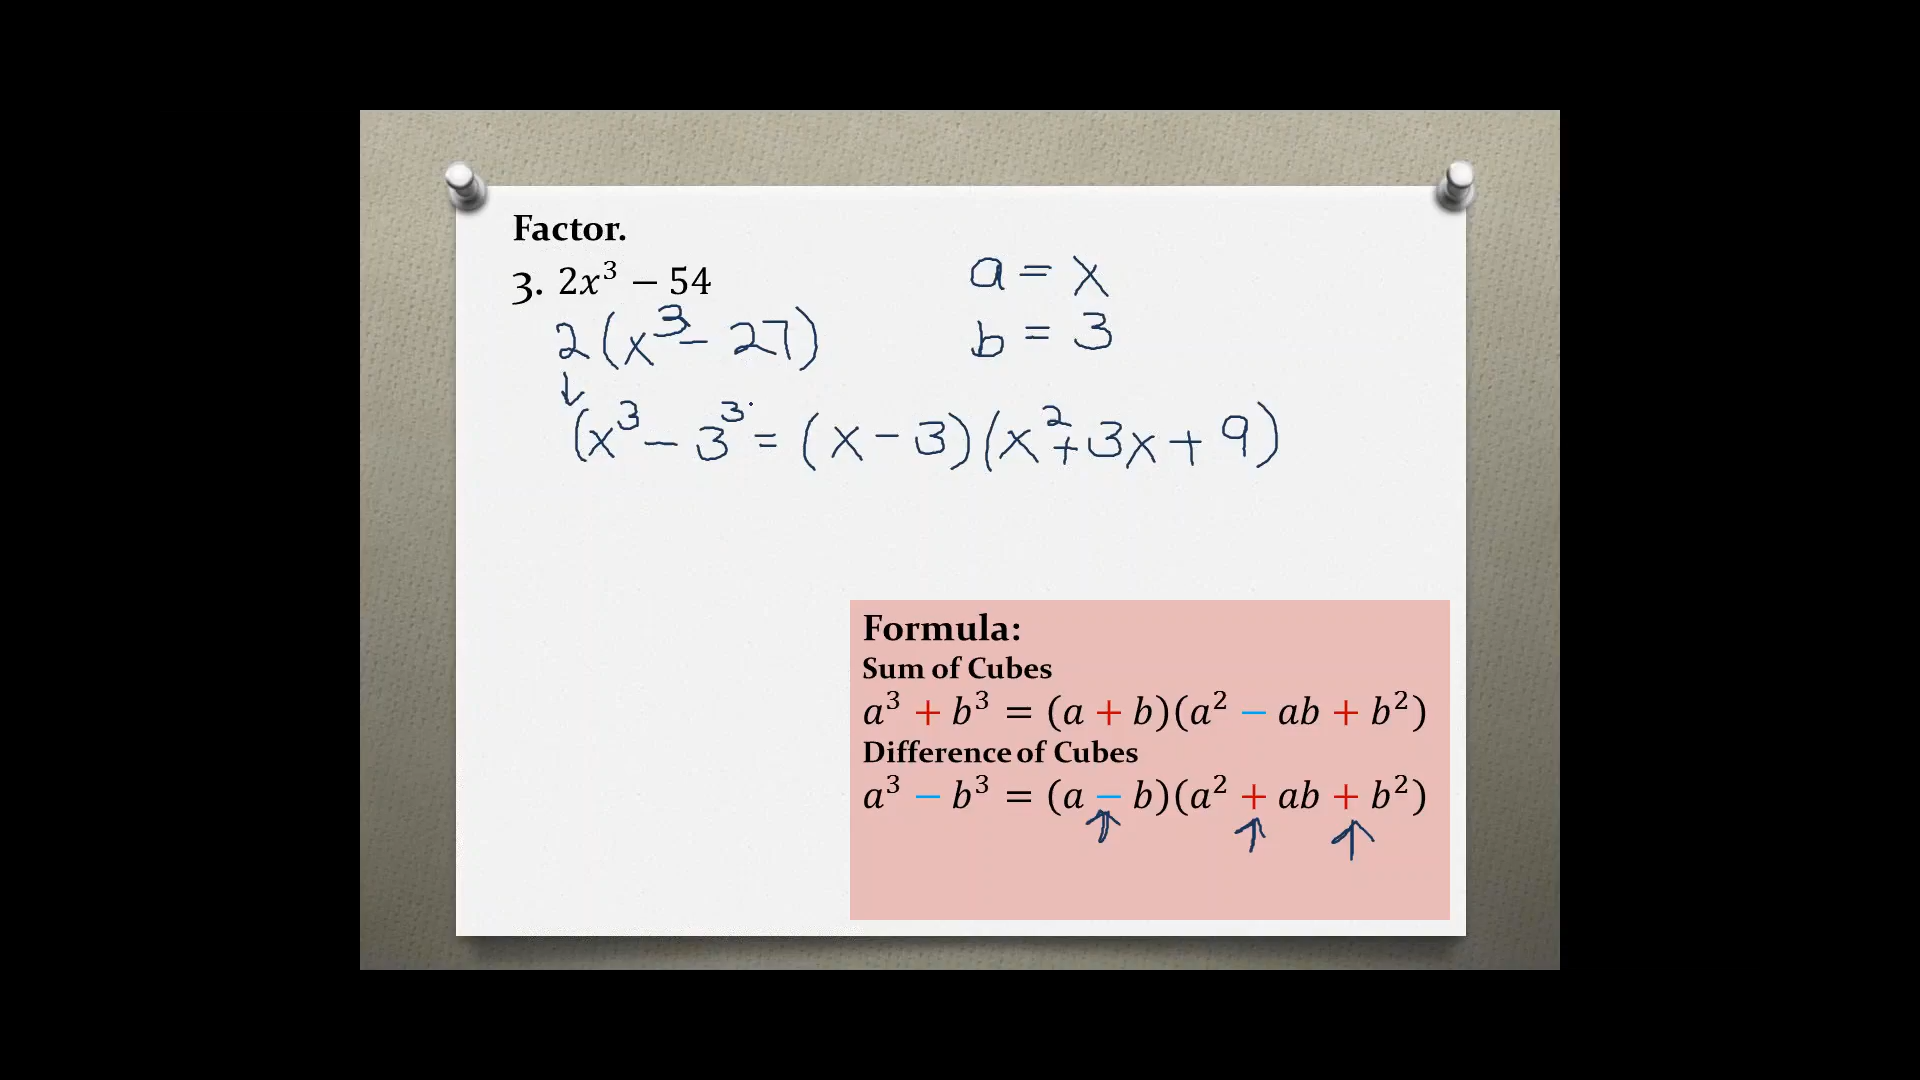 Factor.
3. 2x³ − 54
2(x³ − 27)
↓
(x³ − 3³ = (x − 3)(x² + 3x + 9)
a = x
b = 3
Formula:
Sum of Cubes
a³ + b³ = (a + b)(a² − ab + b²)
Difference of Cubes
a³ − b³ = (a − b)(a² + ab + b²)
↑ ↑ ↑